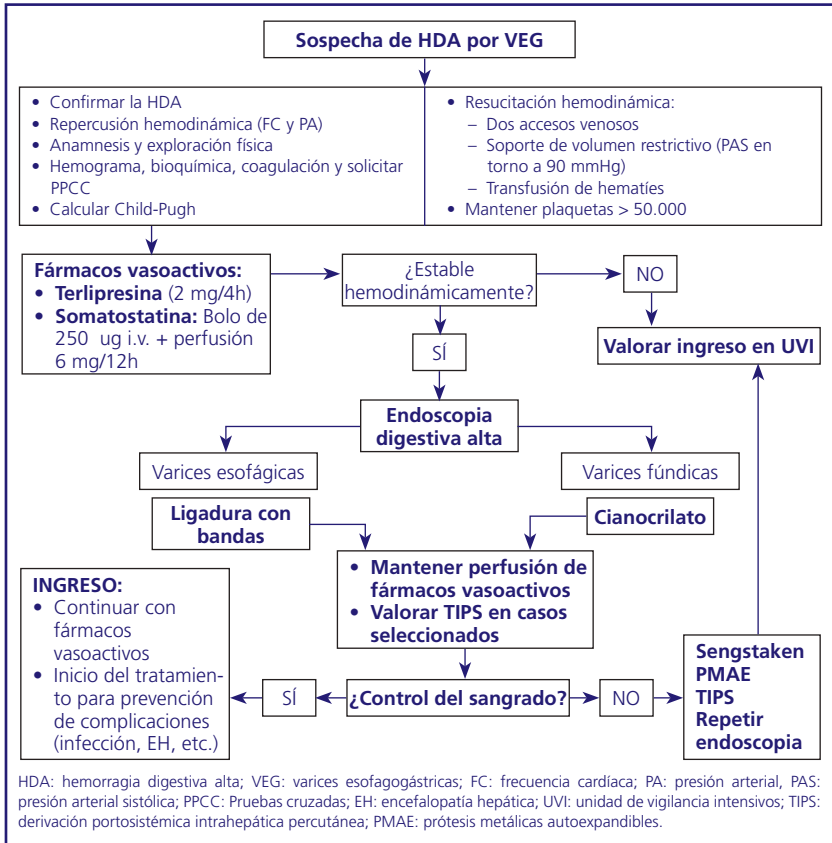 Sospecha de HDA por VEG
• Confirmar la HDA
• Repercusión hemodinámica (FC y PA)
• Anamnesis y exploración física
• Hemograma, bioquímica, coagulación y solicitar
PPCC
• Calcular Child-Pugh
• Resucitación hemodinámica:
– Dos accesos venosos
– Soporte de volumen restrictivo (PAS en
torno a 90 mmHg)
– Transfusión de hematíes
• Mantener plaquetas > 50.000
Fármacos vasoactivos:
• Terlipresina (2 mg/4h)
• Somatostatina: Bolo de
250 ug i.v. + perfusión
6 mg/12h
¿Estable
hemodinámicamente?
NO
SÍ
Valorar ingreso en UVI
Endoscopia
digestiva alta
Varices esofágicas
Varices fúndicas
Ligadura con
bandas
Cianocrilato
• Mantener perfusión de
fármacos vasoactivos
• Valorar TIPS en casos
seleccionados
INGRESO:
• Continuar con
fármacos
vasoactivos
• Inicio del tratamien-
to para prevención
de complicaciones
(infección, EH, etc.)
SÍ
¿Control del sangrado?
NO
Sengstaken
PMAE
TIPS
Repetir
endoscopia
HDA: hemorragia digestiva alta; VEG: varices esofagogástricas; FC: frecuencia cardíaca; PA: presión arterial, PAS:
presión arterial sistólica; PPCC: Pruebas cruzadas; EH: encefalopatía hepática; UVI: unidad de vigilancia intensivos; TIPS:
derivación portosistémica intrahepática percutánea; PMAE: prótesis metálicas autoexpandibles.